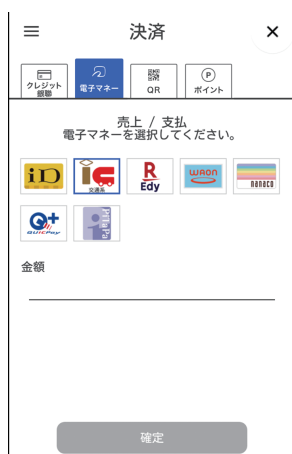 決済
クレジット
銀聯
電子マネー
QR
P
ポイント
売上 / 支払
電子マネーを選択してください。
iD
交通系
R
Edy
WAON
nanaco
QUICPay
PiTaPa
金額
確定